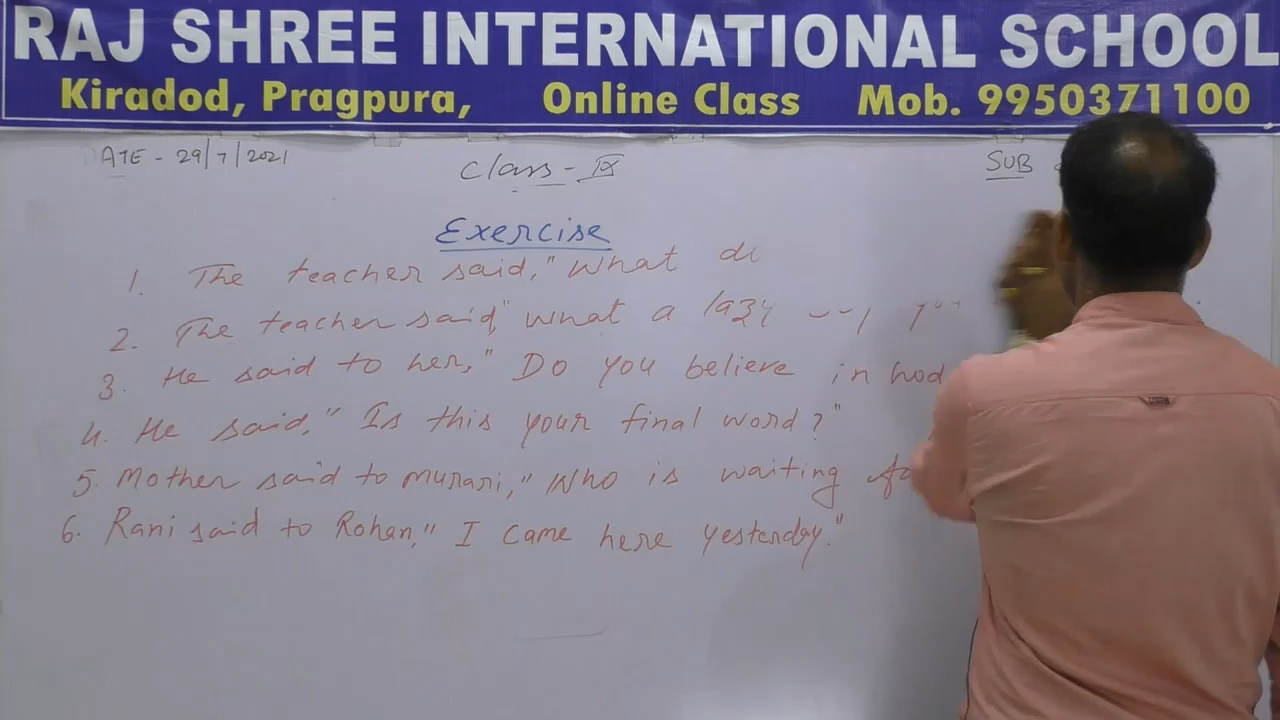 RAJ SHREE INTERNATIONAL SCHOOL
Kiradod, Pragpura, Online Class Mob. 9950371100
ATE - 29/7/2021
Class - IX
SUB
Exercise
1. The teacher said, "What
2. The teacher said" what a lazy
3. He said to her, " Do you believe in
4. He said, " Is this your final word?"
5. Mother said to Murari, " Who is waiting
6. Rani said to Rohan, " I came here yesterday."